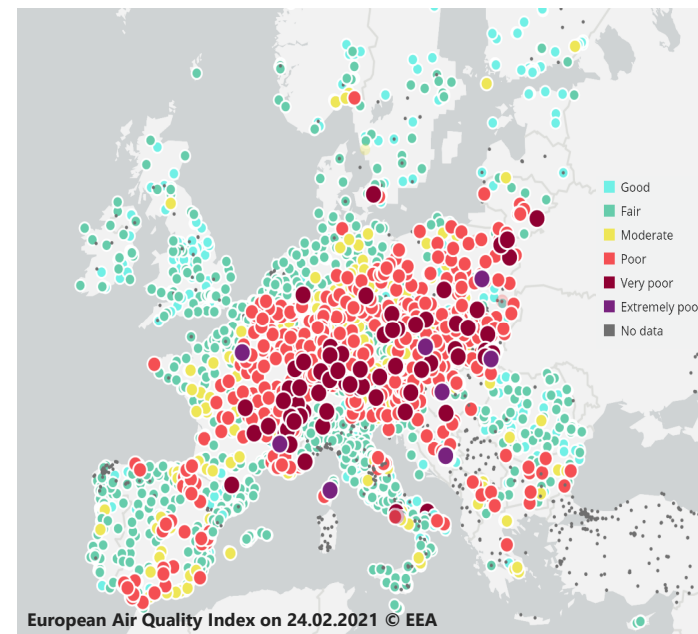 Good
Fair
Moderate
Poor
Very poor
Extremely poo
No data
European Air Quality Index on 24.02.2021 © EEA